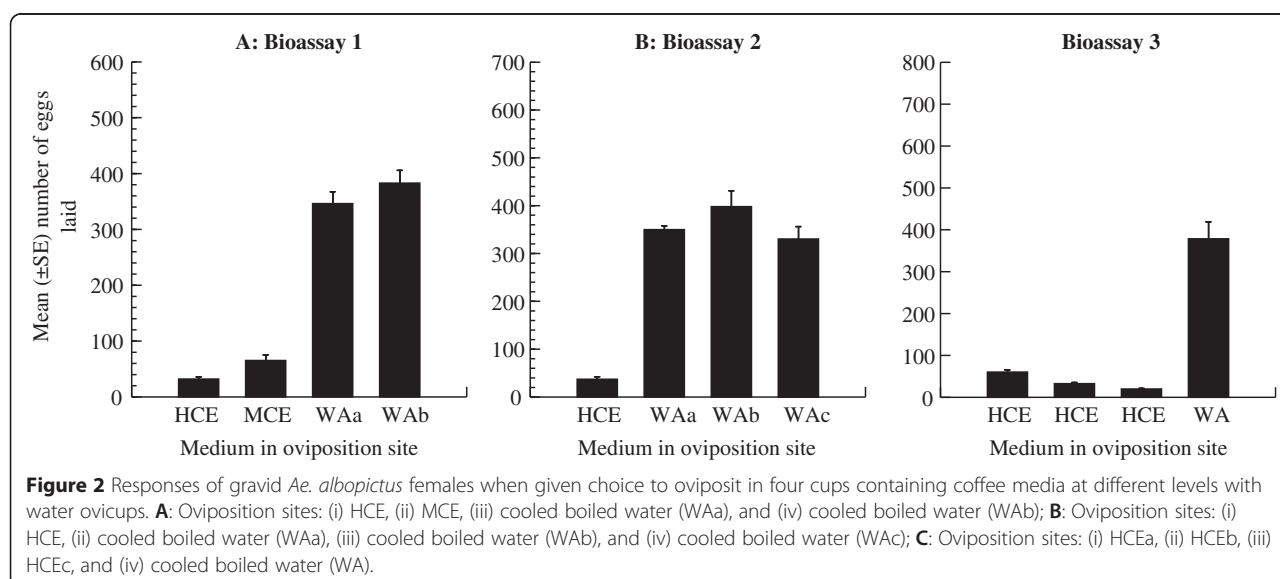 A: Bioassay 1
600
500
400
300
200
100
0
Mean (±SE) number of eggs
laid
HCE MCE WAa WAb
Medium in oviposition site
B: Bioassay 2
700
600
500
400
300
200
100
0
HCE WAa WAb WAc
Medium in oviposition site
Bioassay 3
800
700
600
500
400
300
200
100
0
HCE HCE HCE WA
Medium in oviposition site
Figure 2 Responses of gravid Ae. albopictus females when given choice to oviposit in four cups containing coffee media at different levels with
water ovicups. A: Oviposition sites: (i) HCE, (ii) MCE, (iii) cooled boiled water (WAa), and (iv) cooled boiled water (WAb); B: Oviposition sites: (i)
HCE, (ii) cooled boiled water (WAa), (iii) cooled boiled water (WAb), and (iv) cooled boiled water (WAc); C: Oviposition sites: (i) HCEa, (ii) HCEb, (iii)
HCEc, and (iv) cooled boiled water (WA).